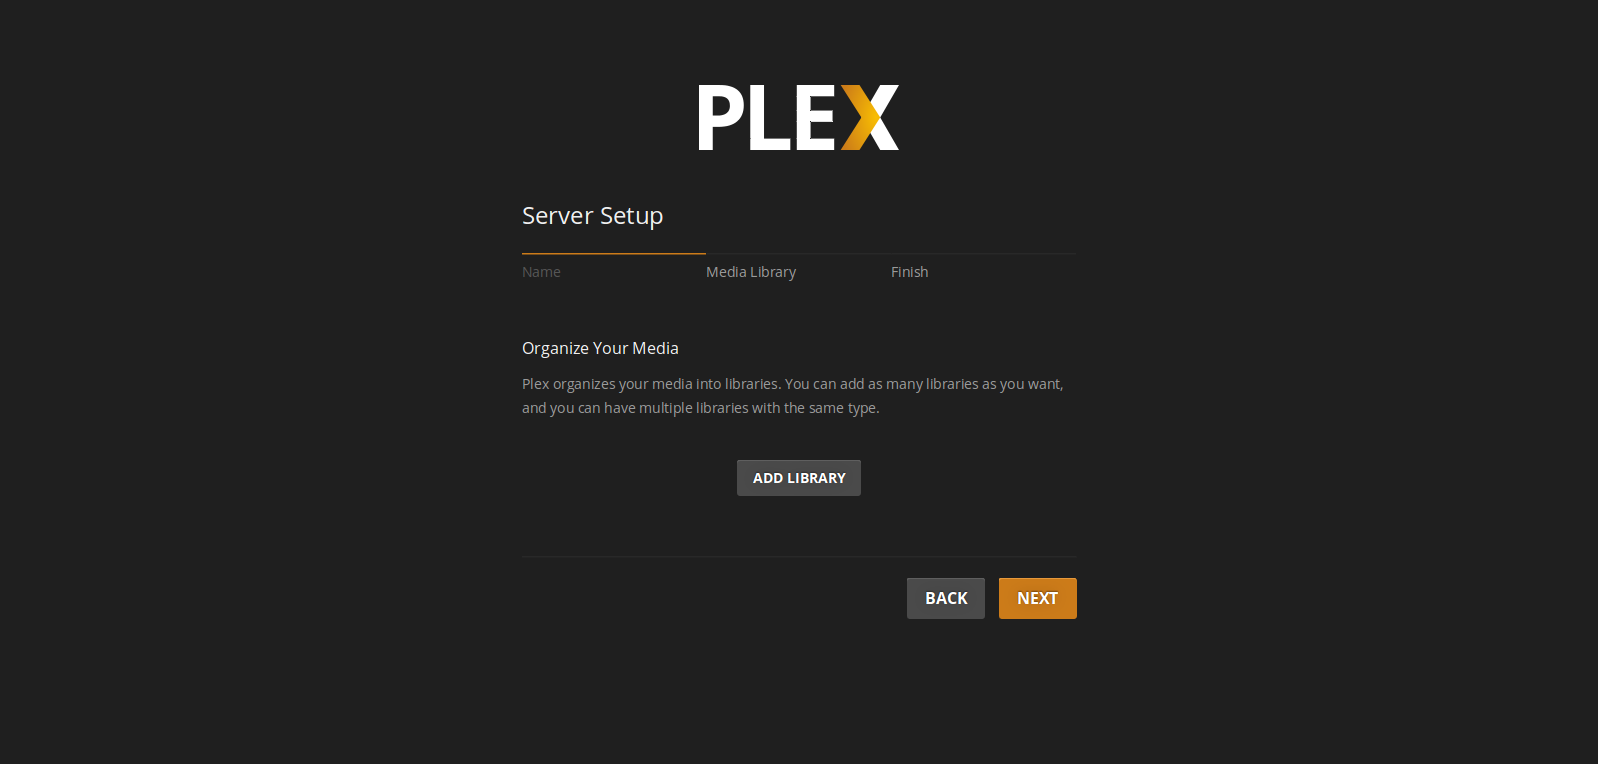 PLEX
Server Setup
Name
Media Library
Finish
Organize Your Media
Plex organizes your media into libraries. You can add as many libraries as you want,
and you can have multiple libraries with the same type.
ADD LIBRARY
BACK
NEXT